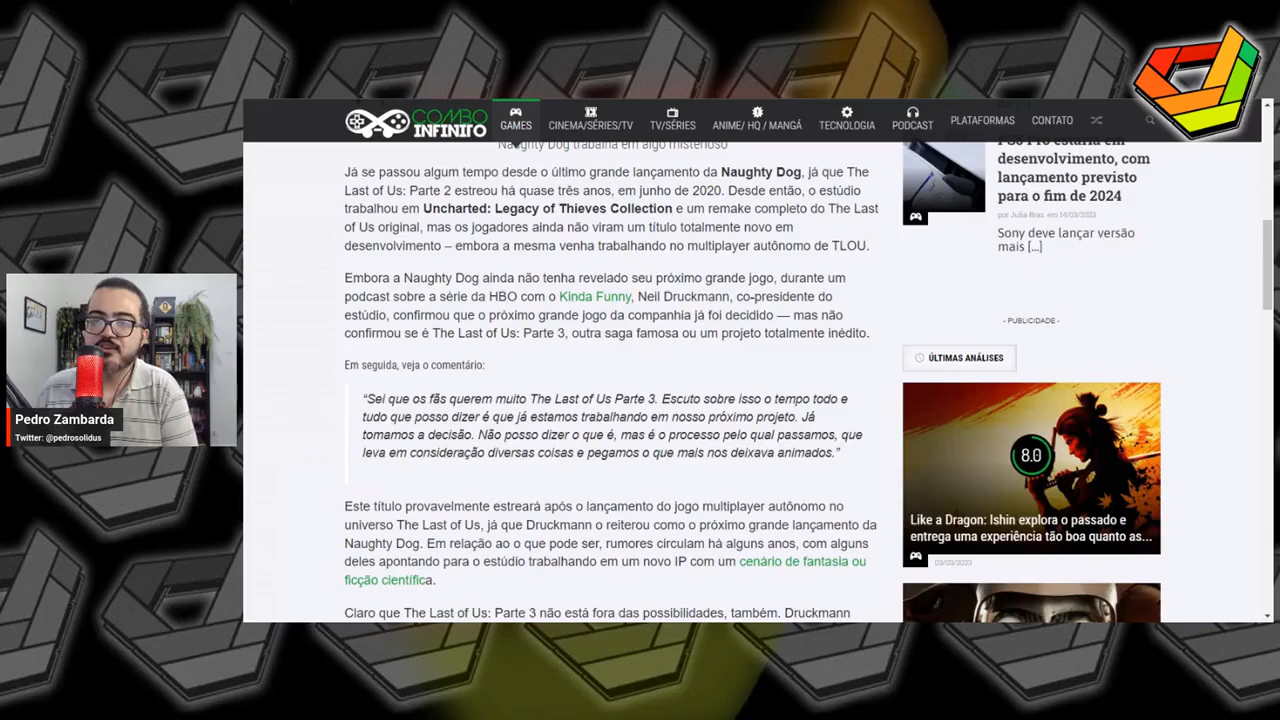 COMBO
INFINITO
GAMES
CINEMA/SÉRIES/TV
TV/SÉRIES
ANIME/ HQ / MANGÁ
TECNOLOGIA
PODCAST
PLATAFORMAS
CONTATO
Naughty Dog trabalha em algo misterioso
Já se passou algum tempo desde o último grande lançamento da Naughty Dog, já que The
Last of Us: Parte 2 estreou há quase três anos, em junho de 2020. Desde então, o estúdio
trabalhou em Uncharted: Legacy of Thieves Collection e um remake completo do The Last
of Us original, mas os jogadores ainda não viram um título totalmente novo em
desenvolvimento – embora a mesma venha trabalhando no multiplayer autônomo de TLOU.
Embora a Naughty Dog ainda não tenha revelado seu próximo grande jogo, durante um
podcast sobre a série da HBO com o Kinda Funny, Neil Druckmann, co-presidente do
estúdio, confirmou que o próximo grande jogo da companhia já foi decidido — mas não
confirmou se é The Last of Us: Parte 3, outra saga famosa ou um projeto totalmente inédito.
Em seguida, veja o comentário:
“Sei que os fãs querem muito The Last of Us Parte 3. Escuto sobre isso o tempo todo e
tudo que posso dizer é que já estamos trabalhando em nosso próximo projeto. Já
tomamos a decisão. Não posso dizer o que é, mas é o processo pelo qual passamos, que
leva em consideração diversas coisas e pegamos o que mais nos deixava animados.”
Este título provavelmente estreará após o lançamento do jogo multiplayer autônomo no
universo The Last of Us, já que Druckmann o reiterou como o próximo grande lançamento da
Naughty Dog. Em relação ao o que pode ser, rumores circulam há alguns anos, com alguns
deles apontando para o estúdio trabalhando em um novo IP com um cenário de fantasia ou
ficção científica.
Claro que The Last of Us: Parte 3 não está fora das possibilidades, também. Druckmann
PS5 Pro estaria em
desenvolvimento, com
lançamento previsto
para o fim de 2024
por Julia Braz em 14/03/2023
Sony deve lançar versão
mais [...]
- PUBLICIDADE -
ÚLTIMAS ANÁLISES
8.0
Like a Dragon: Ishin explora o passado e
entrega uma experiência tão boa quanto as...
03/03/2023
Pedro Zambarda
Twitter: @pedrosolidus